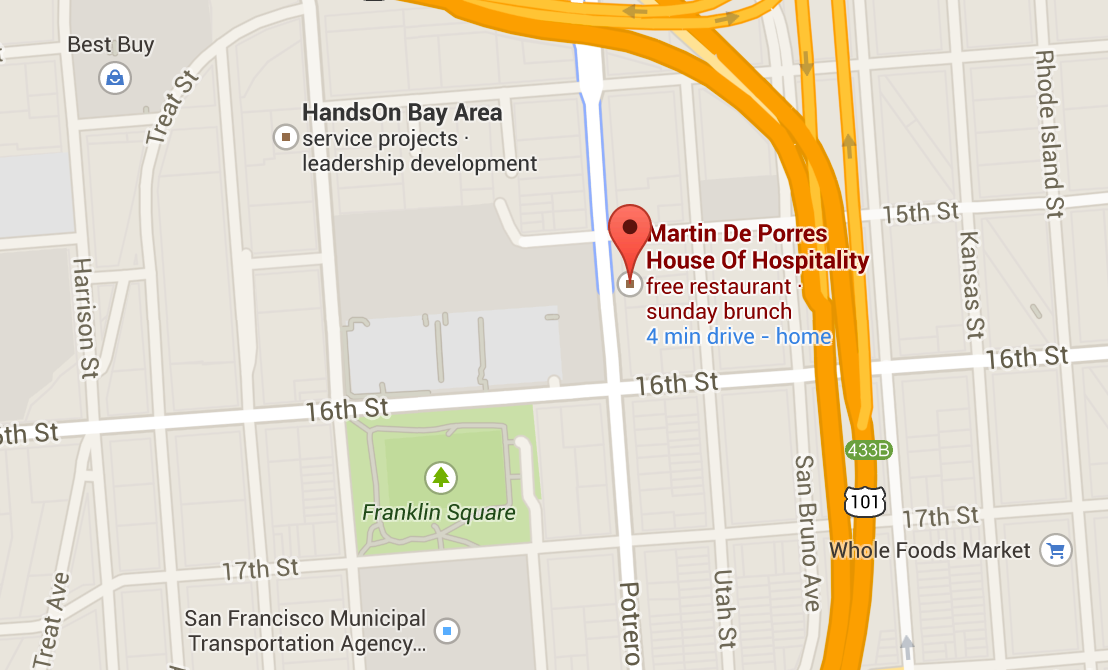 Best Buy
Treat St
Rhode Island St
HandsOn Bay Area
service projects ·
leadership development
15th St
Martin De Porres
House Of Hospitality
free restaurant ·
sunday brunch
4 min drive - home
Harrison St
Kansas St
16th St
16th St
16th St
5th St
433B
101
Franklin Square
San Bruno Ave
17th St
Whole Foods Market
17th St
Treat Ave
Utah St
Potrero
San Francisco Municipal
Transportation Agency...